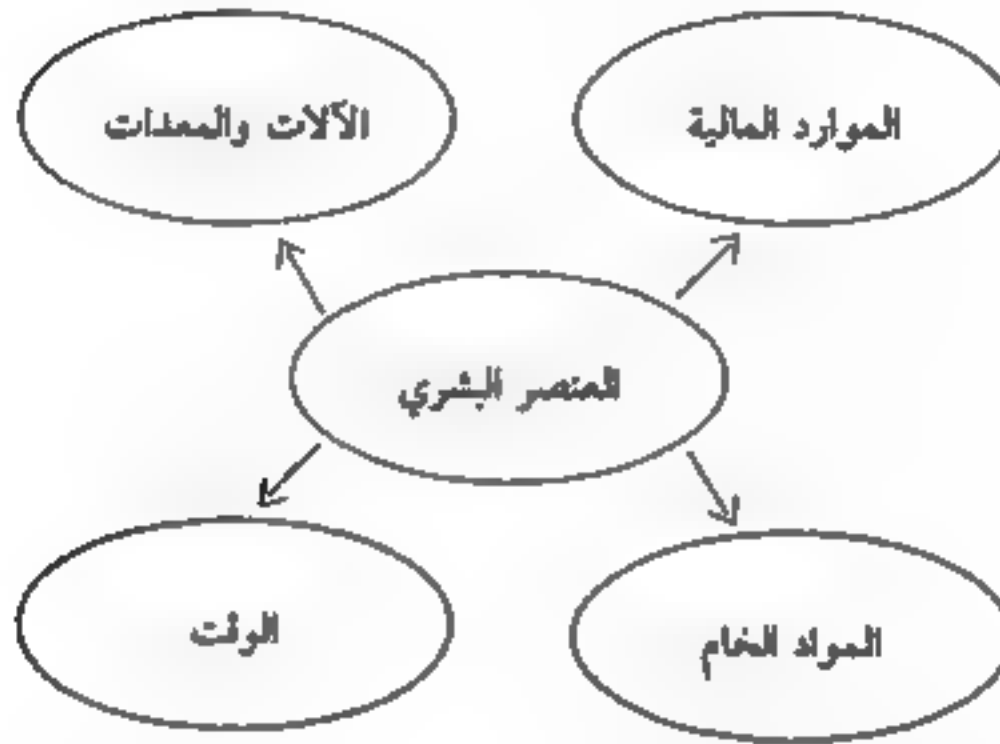 الموارد المالية
الآلات والمعدات
العنصر البشري
المواد الخام
الوقت